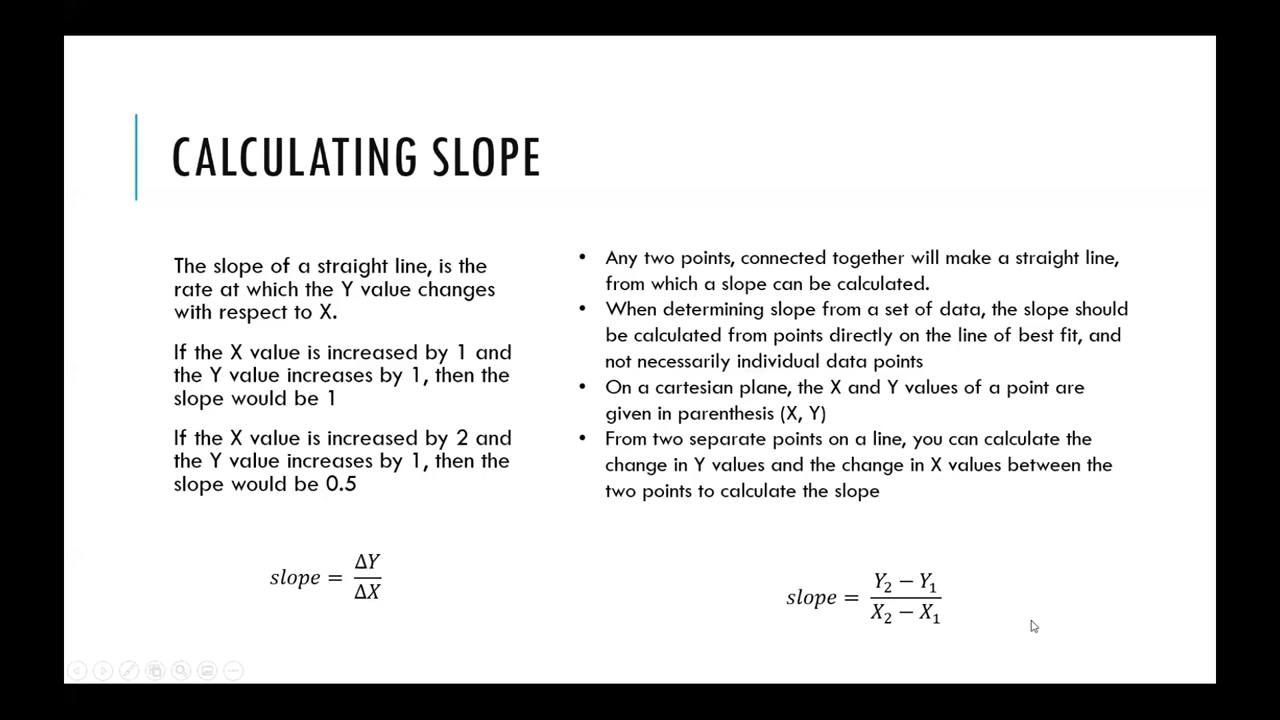 CALCULATING SLOPE
The slope of a straight line, is the
rate at which the Y value changes
with respect to X.
If the X value is increased by 1 and
the Y value increases by 1, then the
slope would be 1
If the X value is increased by 2 and
the Y value increases by 1, then the
slope would be 0.5
slope = ΔY / ΔX
• Any two points, connected together will make a straight line,
from which a slope can be calculated.
• When determining slope from a set of data, the slope should
be calculated from points directly on the line of best fit, and
not necessarily individual data points
• On a cartesian plane, the X and Y values of a point are
given in parenthesis (X, Y)
• From two separate points on a line, you can calculate the
change in Y values and the change in X values between the
two points to calculate the slope
slope = Y₂ − Y₁ / X₂ − X₁